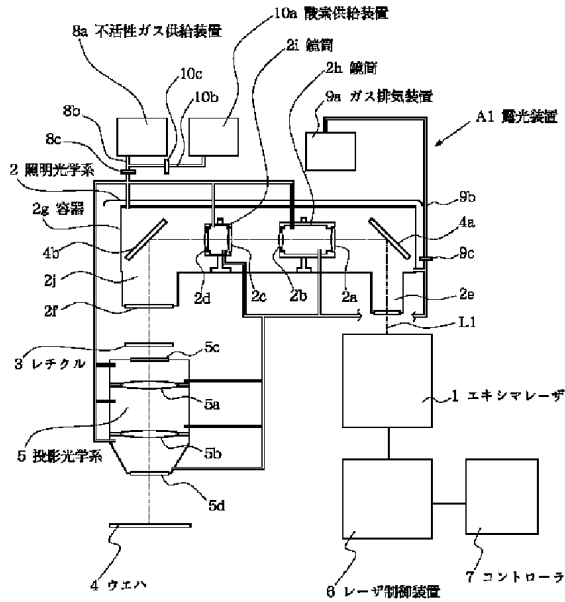 8a 不活性ガス供給装置
10a 酸素供給装置
2i 鏡筒
10c
2h 鏡筒
10b
9a ガス排気装置
8b
8c
A1 露光装置
2 照明光学系
9b
2g 容器
4a
4b
9c
2j
2d
2c
2b
2a
2f
2e
L1
3 レチクル
5c
5a
1 エキシマレーザ
5
5 投影光学系
5b
5d
4 ウエハ
6 レーザ制御装置
7 コントローラ